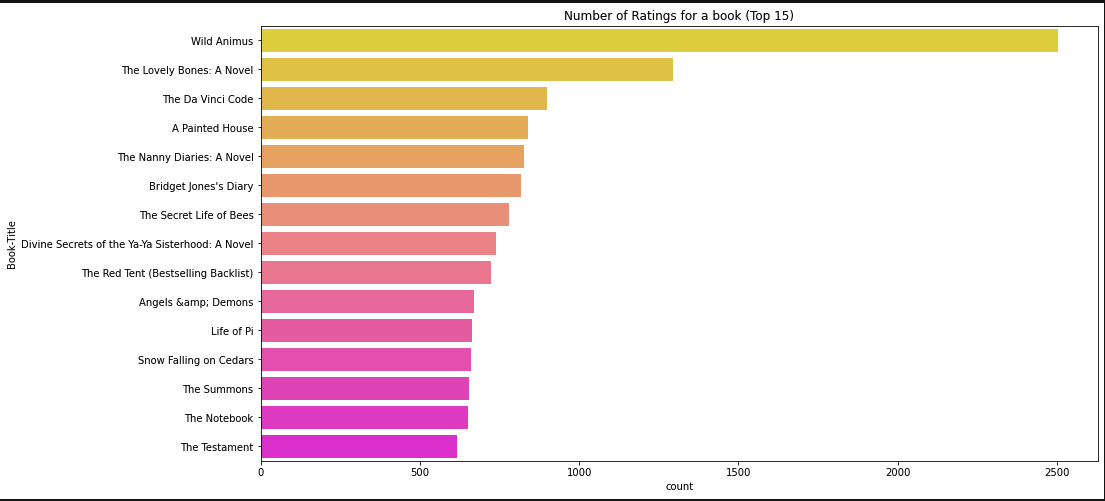 Number of Ratings for a book (Top 15)
Book-Title
Wild Animus
The Lovely Bones: A Novel
The Da Vinci Code
A Painted House
The Nanny Diaries: A Novel
Bridget Jones's Diary
The Secret Life of Bees
Divine Secrets of the Ya-Ya Sisterhood: A Novel
The Red Tent (Bestselling Backlist)
Angels &amp; Demons
Life of Pi
Snow Falling on Cedars
The Summons
The Notebook
The Testament
0 500 1000 1500 2000 2500
count